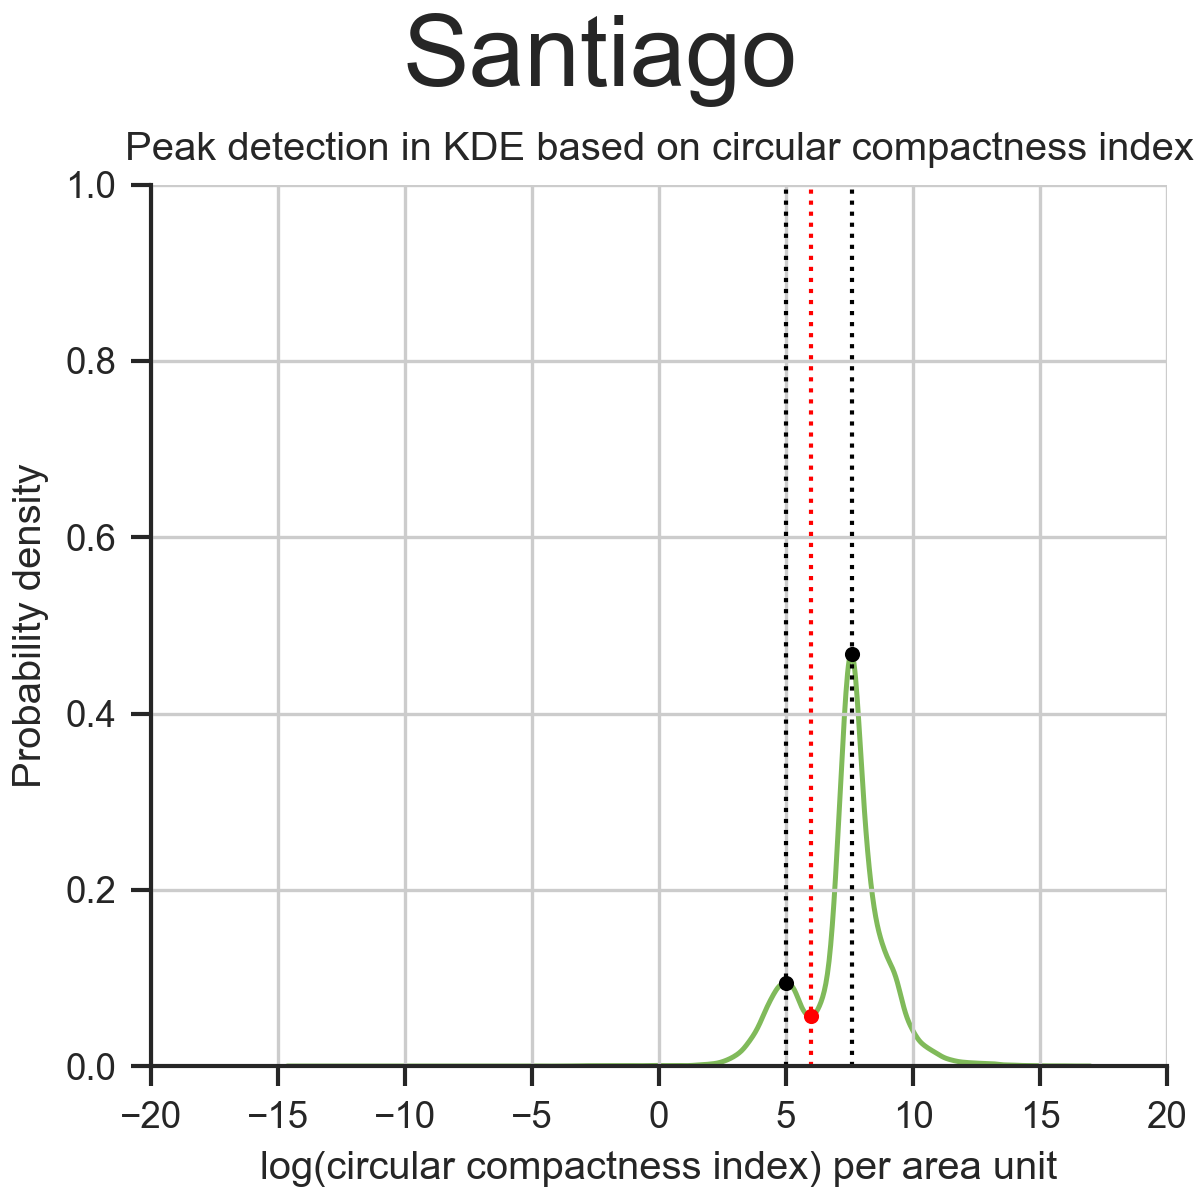 Santiago
Peak detection in KDE based on circular compactness index
1.0
0.8
0.6
0.4
0.2
0.0
Probability density
−20 −15 −10 −5 0 5 10 15 20
log(circular compactness index) per area unit